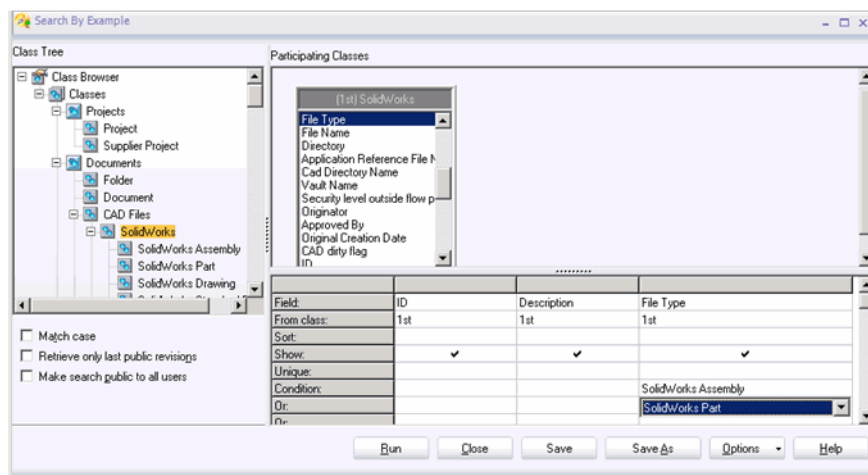 Search By Example
Class Tree
Class Browser
Classes
Projects
Project
Supplier Project
Documents
Folder
Document
CAD Files
SolidWorks
SolidWorks Assembly
SolidWorks Part
SolidWorks Drawing
Match case
Retrieve only last public revisions
Make search public to all users
Participating Classes
(1st) SolidWorks
File Type
File Name
Directory
Application Reference File N
Cad Directory Name
Vault Name
Security level outside flow p
Originator
Approved By
Original Creation Date
CAD dirty flag
ID
Field: ID Description File Type
From class: 1st 1st 1st
Sort:
Show:
Unique:
Condition: SolidWorks Assembly
Or: SolidWorks Part
Or:
Run Close Save Save As Options Help